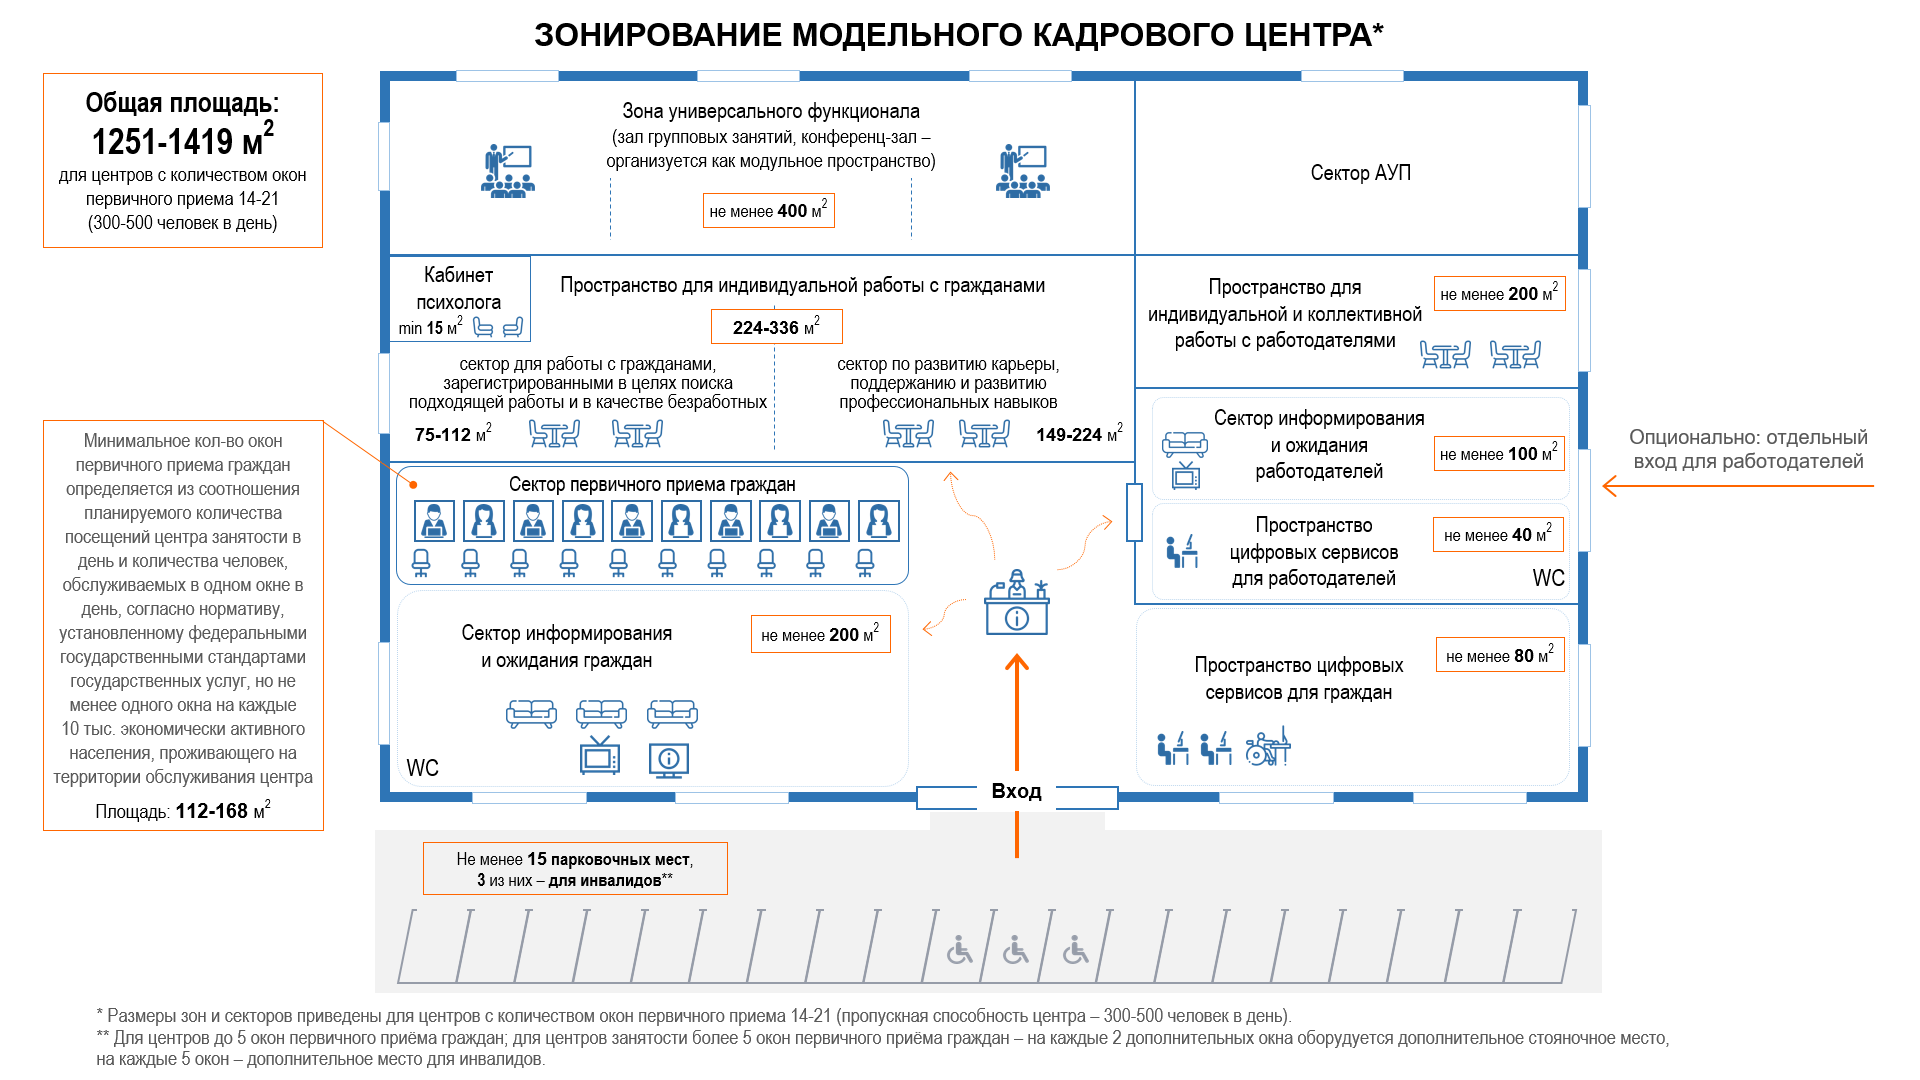 ЗОНИРОВАНИЕ МОДЕЛЬНОГО КАДРОВОГО ЦЕНТРА*
Общая площадь:
1251-1419 м²
для центров с количеством окон
первичного приема 14-21
(300-500 человек в день)
Зона универсального функционала
(зал групповых занятий, конференц-зал –
организуется как модульное пространство)
не менее 400 м²
Сектор АУП
Кабинет
психолога
min 15 м²
Пространство для индивидуальной работы с гражданами
224-336 м²
сектор для работы с гражданами,
зарегистрированными в целях поиска
подходящей работы и в качестве безработных
75-112 м²
сектор по развитию карьеры,
поддержанию и развитию
профессиональных навыков
149-224 м²
Пространство для
индивидуальной и коллективной
работы с работодателями
не менее 200 м²
Сектор информирования
и ожидания
работодателей
не менее 100 м²
Опционально: отдельный
вход для работодателей
Пространство
цифровых сервисов
для работодателей
не менее 40 м²
WC
Минимальное кол-во окон
первичного приема граждан
определяется из соотношения
планируемого количества
посещений центра занятости в
день и количества человек,
обслуживаемых в одном окне в
день, согласно нормативу,
установленному федеральными
государственными стандартами
государственных услуг, но не
менее одного окна на каждые
10 тыс. экономически активного
населения, проживающего на
территории обслуживания центра
Площадь: 112-168 м²
Сектор первичного приема граждан
Сектор информирования
и ожидания граждан
не менее 200 м²
WC
Пространство цифровых
сервисов для граждан
не менее 80 м²
Вход
Не менее 15 парковочных мест,
3 из них – для инвалидов**
* Размеры зон и секторов приведены для центров с количеством окон первичного приема 14-21 (пропускная способность центра – 300-500 человек в день).
** Для центров до 5 окон первичного приёма граждан; для центров занятости более 5 окон первичного приёма граждан – на каждые 2 дополнительных окна оборудуется дополнительное стояночное место,
на каждые 5 окон – дополнительное место для инвалидов.